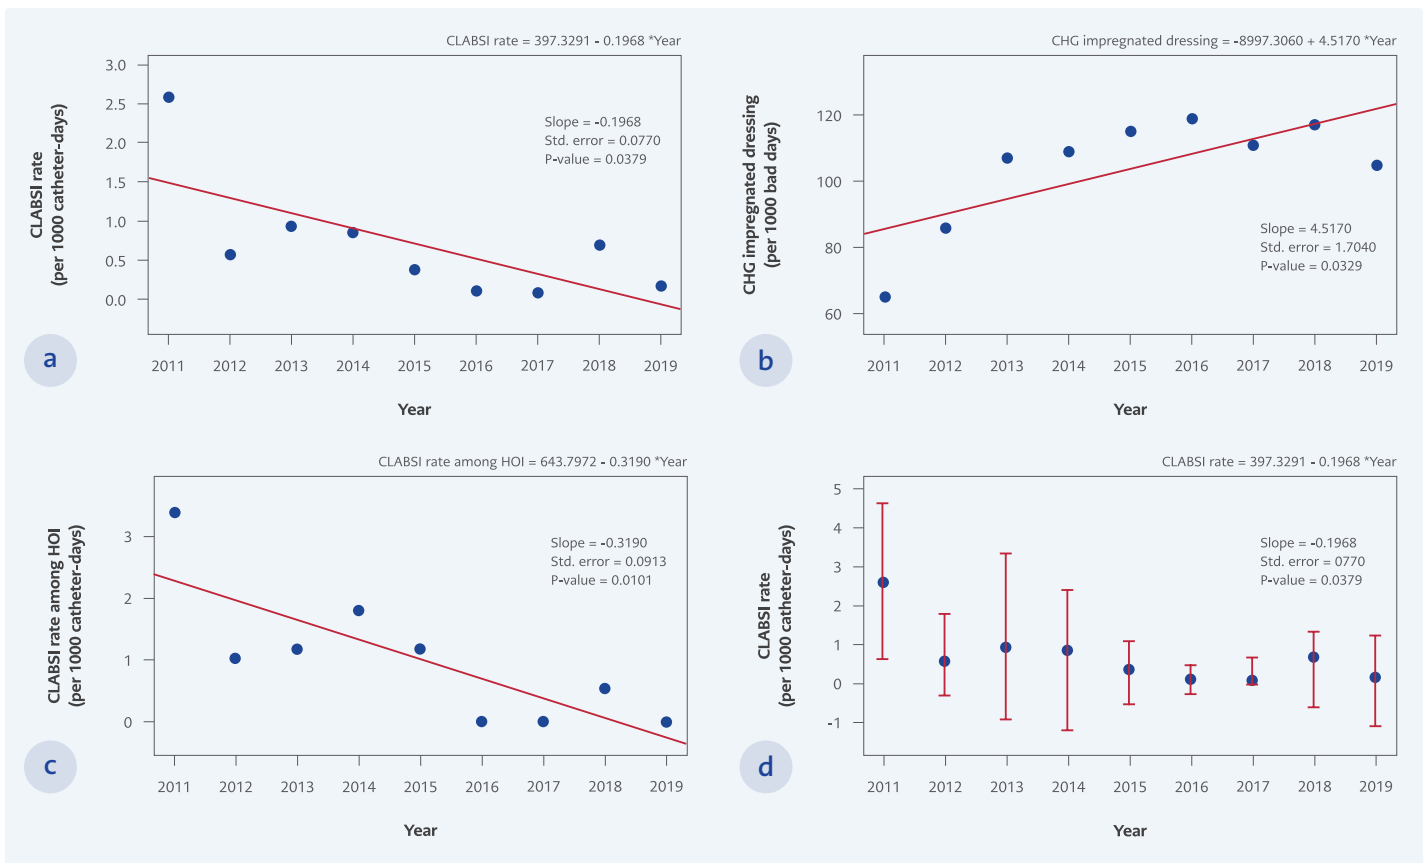 CLABSI rate = 397.3291 - 0.1968 *Year
CLABSI rate
(per 1000 catheter-days)
3.0
2.5
2.0
1.5
1.0
0.5
0.0
Slope = -0.1968
Std. error = 0.0770
P-value = 0.0379
a
2011 2012 2013 2014 2015 2016 2017 2018 2019
Year
CHG impregnated dressing = -8997.3060 + 4.5170 *Year
CHG impregnated dressing
(per 1000 bad days)
120
100
80
60
Slope = 4.5170
Std. error = 1.7040
P-value = 0.0329
b
2011 2012 2013 2014 2015 2016 2017 2018 2019
Year
CLABSI rate among HOI = 643.7972 - 0.3190 *Year
CLABSI rate among HOI
(per 1000 catheter-days)
3
2
1
0
Slope = -0.3190
Std. error = 0.0913
P-value = 0.0101
c
2011 2012 2013 2014 2015 2016 2017 2018 2019
Year
CLABSI rate = 397.3291 - 0.1968 *Year
CLABSI rate
(per 1000 catheter-days)
5
4
3
2
1
0
-1
Slope = -0.1968
Std. error = 0770
P-value = 0.0379
d
2011 2012 2013 2014 2015 2016 2017 2018 2019
Year